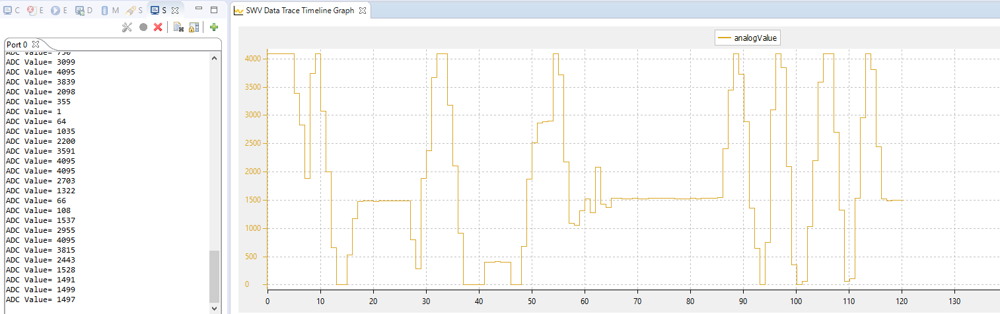 C E E D M S S
SWV Data Trace Timeline Graph
Port 0
ADC Value= 750
ADC Value= 3099
ADC Value= 4095
ADC Value= 3839
ADC Value= 2098
ADC Value= 355
ADC Value= 1
ADC Value= 64
ADC Value= 1035
ADC Value= 2200
ADC Value= 3591
ADC Value= 4095
ADC Value= 4095
ADC Value= 2703
ADC Value= 1322
ADC Value= 66
ADC Value= 108
ADC Value= 1537
ADC Value= 2955
ADC Value= 4095
ADC Value= 3815
ADC Value= 2443
ADC Value= 1528
ADC Value= 1491
ADC Value= 1499
ADC Value= 1497
analogValue
4000
3500
3000
2500
2000
1500
1000
500
0
0 10 20 30 40 50 60 70 80 90 100 110 120 130